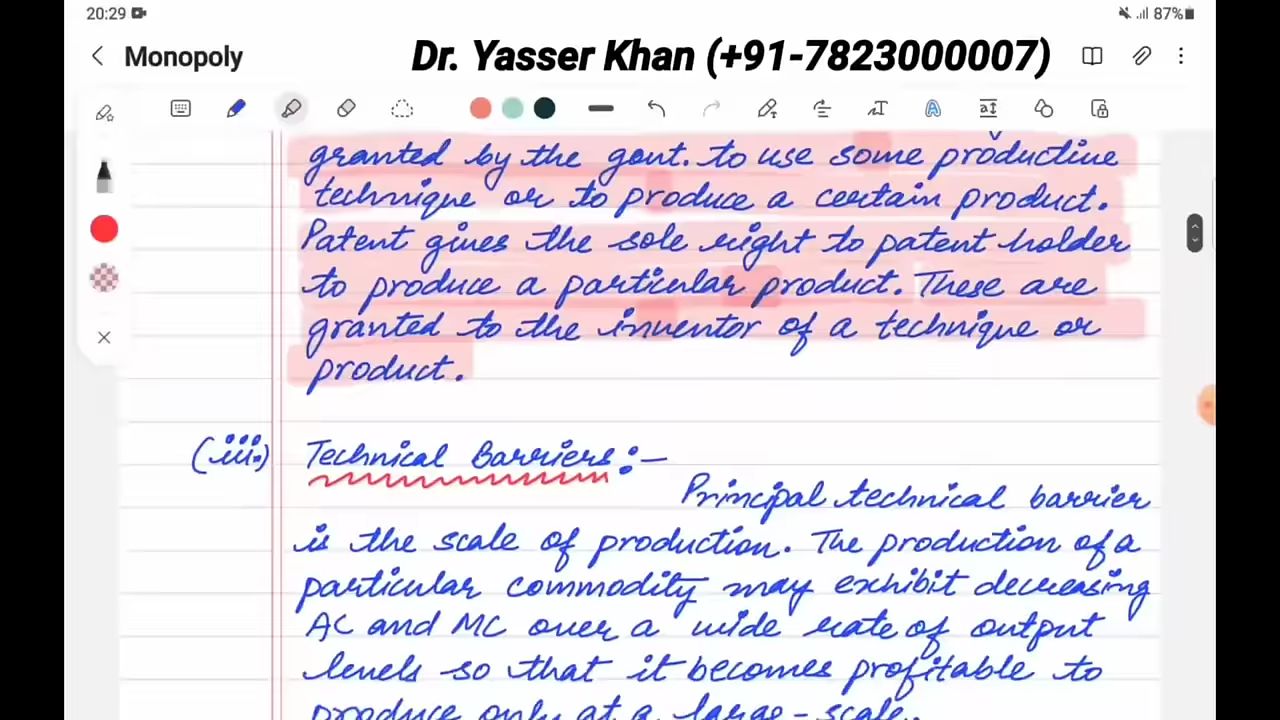 20:29
87%
Monopoly
Dr. Yasser Khan (+91-7823000007)
granted by the govt. to use some productive
technique or to produce a certain product.
Patent gives the sole right to patent holder
to produce a particular product. These are
granted to the inventor of a technique or
product.
(iii.) Technical Barriers :-
Principal technical barrier
is the scale of production. The production of a
particular commodity may exhibit decreasing
AC and MC over a wide rate of output
levels so that it becomes profitable to
produce only at a large-scale.